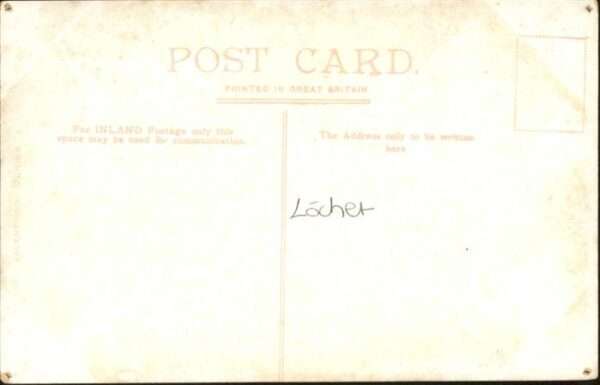 POST CARD.
PRINTED IN GREAT BRITAIN
For INLAND Postage only this
space may be used for communication.
The Address only to be written
here
Lócher